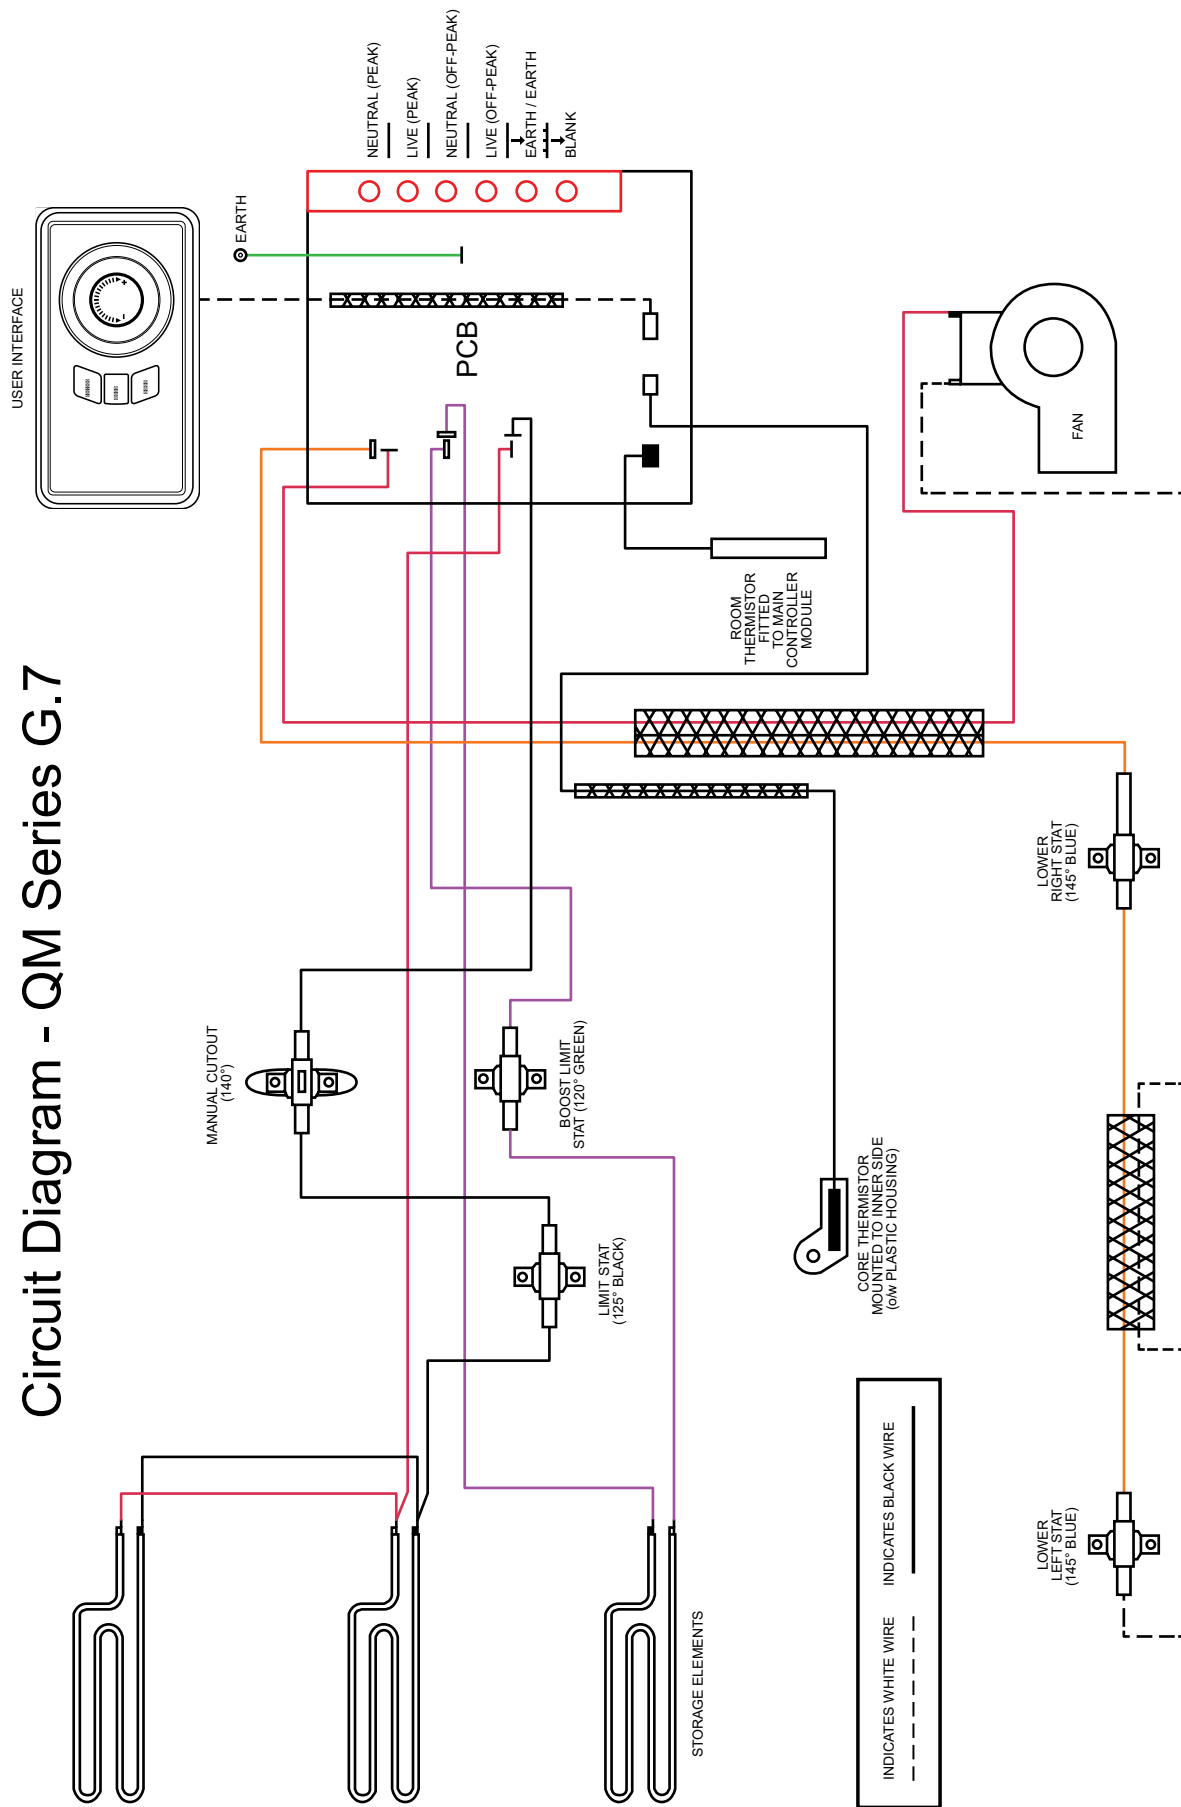 Circuit Diagram - QM Series G.7
USER INTERFACE
EARTH
NEUTRAL (PEAK)
LIVE (PEAK)
NEUTRAL (OFF-PEAK)
LIVE (OFF-PEAK)
EARTH / EARTH
BLANK
PCB
MANUAL CUTOUT
(140°)
BOOST LIMIT
STAT (120° GREEN)
LIMIT STAT
(125° BLACK)
ROOM
THERMISTOR
FITTED
TO MAIN
CONTROLLER
MODULE
CORE THERMISTOR
MOUNTED TO INNER SIDE
(o/w PLASTIC HOUSING)
FAN
LOWER
RIGHT STAT
(145° BLUE)
LOWER
LEFT STAT
(145° BLUE)
STORAGE ELEMENTS
INDICATES WHITE WIRE
INDICATES BLACK WIRE